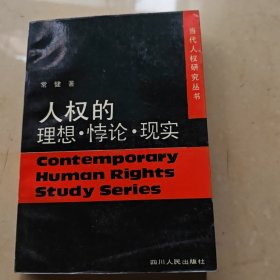 当代人权研究丛书
常健 著
人权的
理想·悖论·现实
Contemporary
Human Rights
Study Series
四川人民出版社